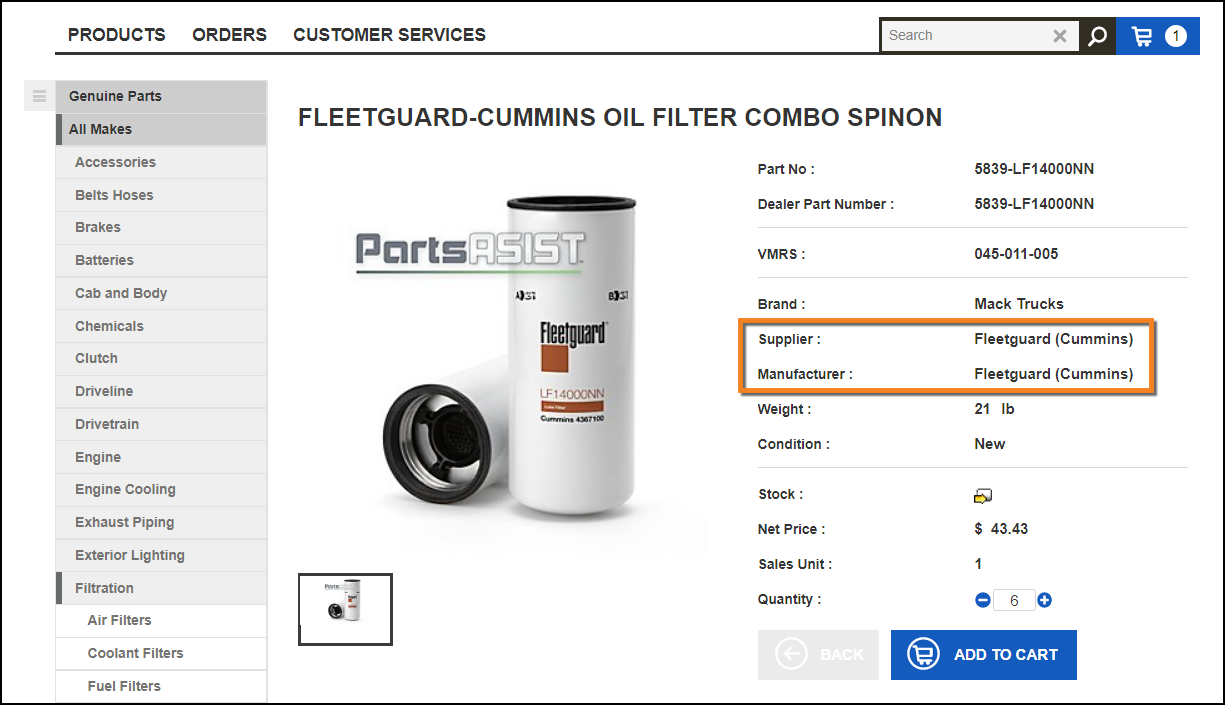 PRODUCTS ORDERS CUSTOMER SERVICES Search 1
Genuine Parts
All Makes
Accessories
Belts Hoses
Brakes
Batteries
Cab and Body
Chemicals
Clutch
Driveline
Drivetrain
Engine
Engine Cooling
Exhaust Piping
Exterior Lighting
Filtration
Air Filters
Coolant Filters
Fuel Filters
FLEETGUARD-CUMMINS OIL FILTER COMBO SPINON
PartsASIST
Fleetguard
LF14000NN
Lube Filter
Cummins 4367100
Part No : 5839-LF14000NN
Dealer Part Number : 5839-LF14000NN
VMRS : 045-011-005
Brand : Mack Trucks
Supplier : Fleetguard (Cummins)
Manufacturer : Fleetguard (Cummins)
Weight : 21 lb
Condition : New
Stock :
Net Price : $ 43.43
Sales Unit : 1
Quantity : 6
BACK ADD TO CART